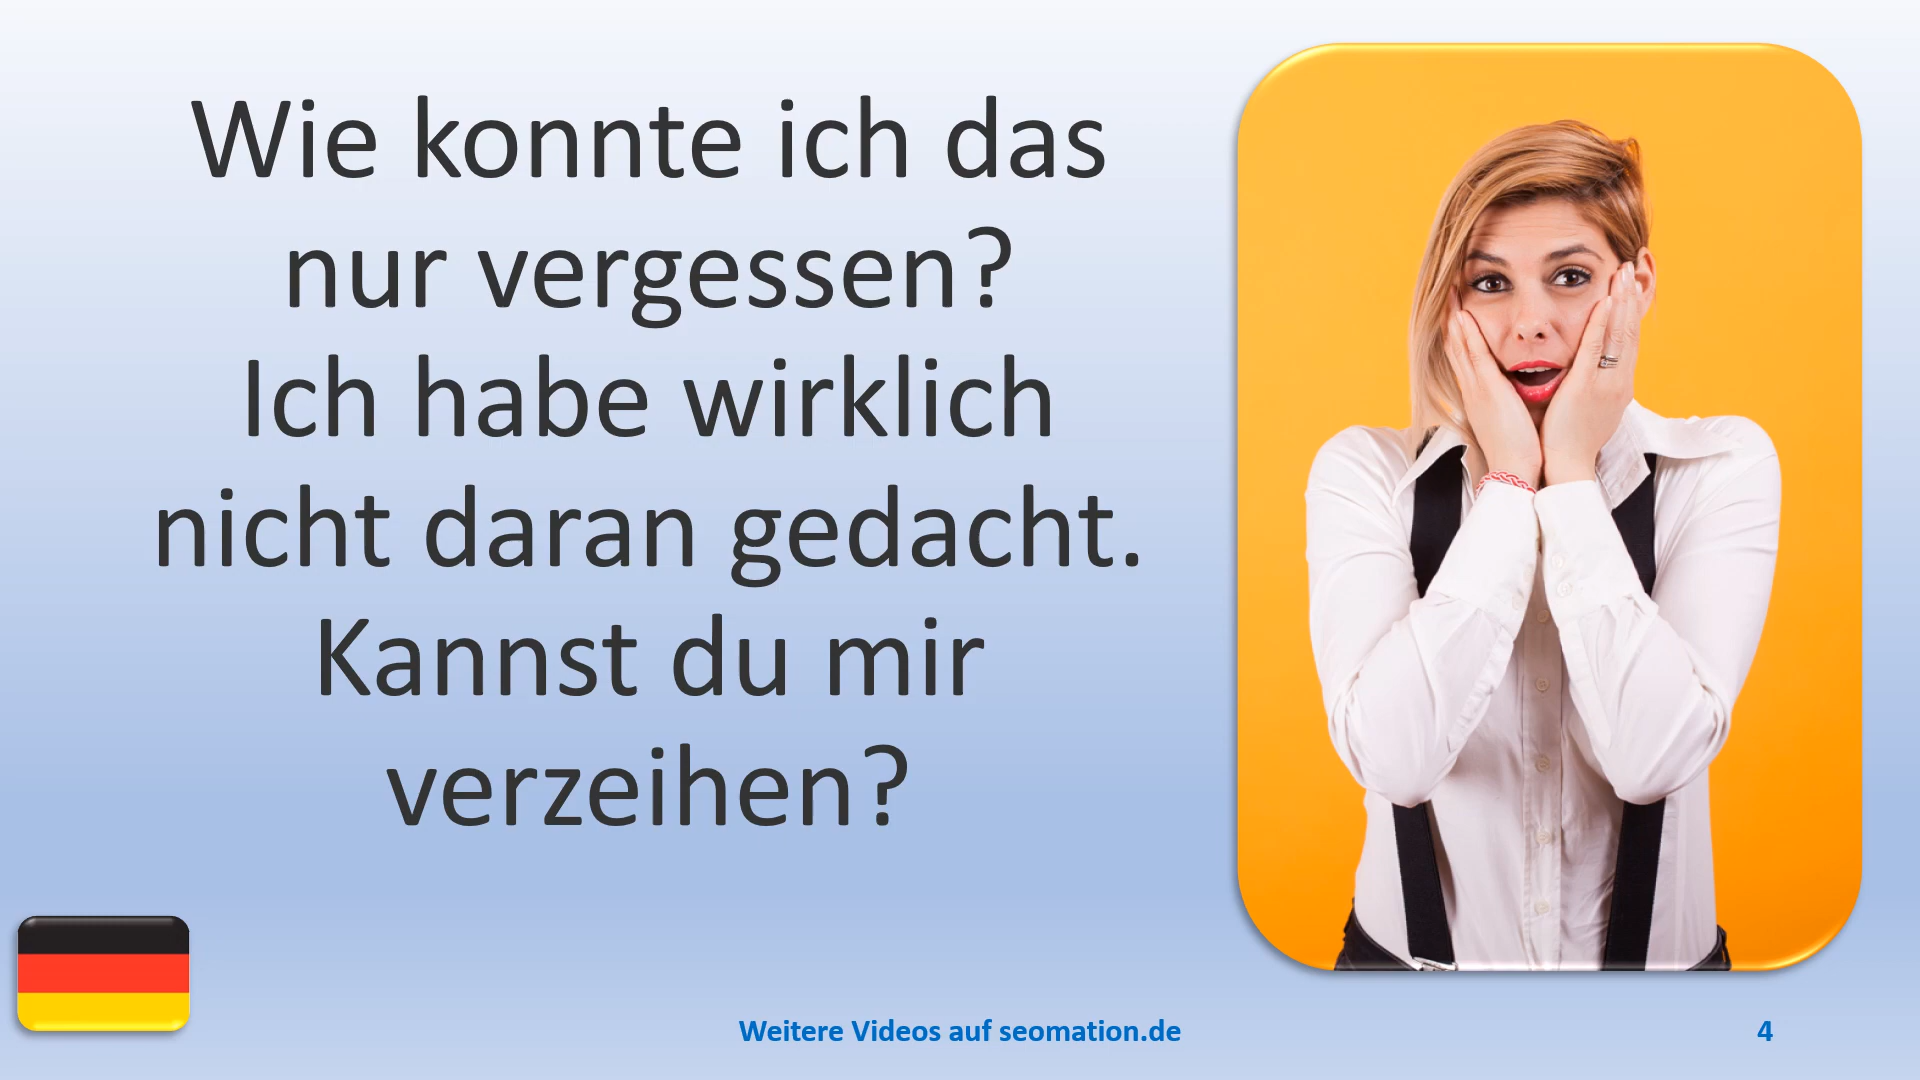 Wie konnte ich das
nur vergessen?
Ich habe wirklich
nicht daran gedacht.
Kannst du mir
verzeihen?
Weitere Videos auf seomation.de
4